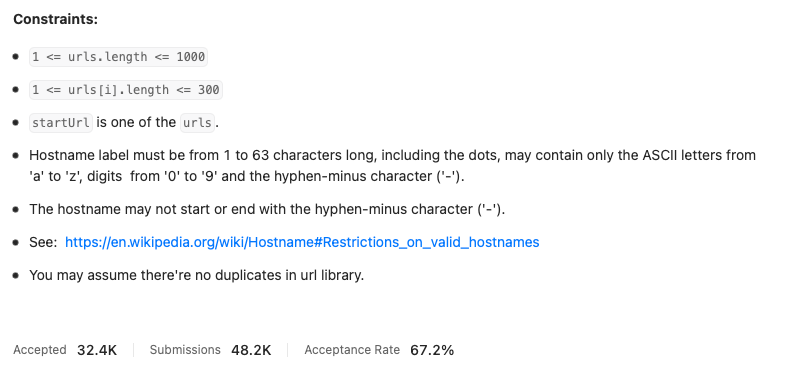 Constraints:
1 <= urls.length <= 1000
1 <= urls[i].length <= 300
startUrl is one of the urls.
Hostname label must be from 1 to 63 characters long, including the dots, may contain only the ASCII letters from
'a' to 'z', digits  from '0' to '9' and the hyphen-minus character ('-').
The hostname may not start or end with the hyphen-minus character ('-').
See:  https://en.wikipedia.org/wiki/Hostname#Restrictions_on_valid_hostnames
You may assume there're no duplicates in url library.
Accepted 32.4K Submissions 48.2K Acceptance Rate 67.2%